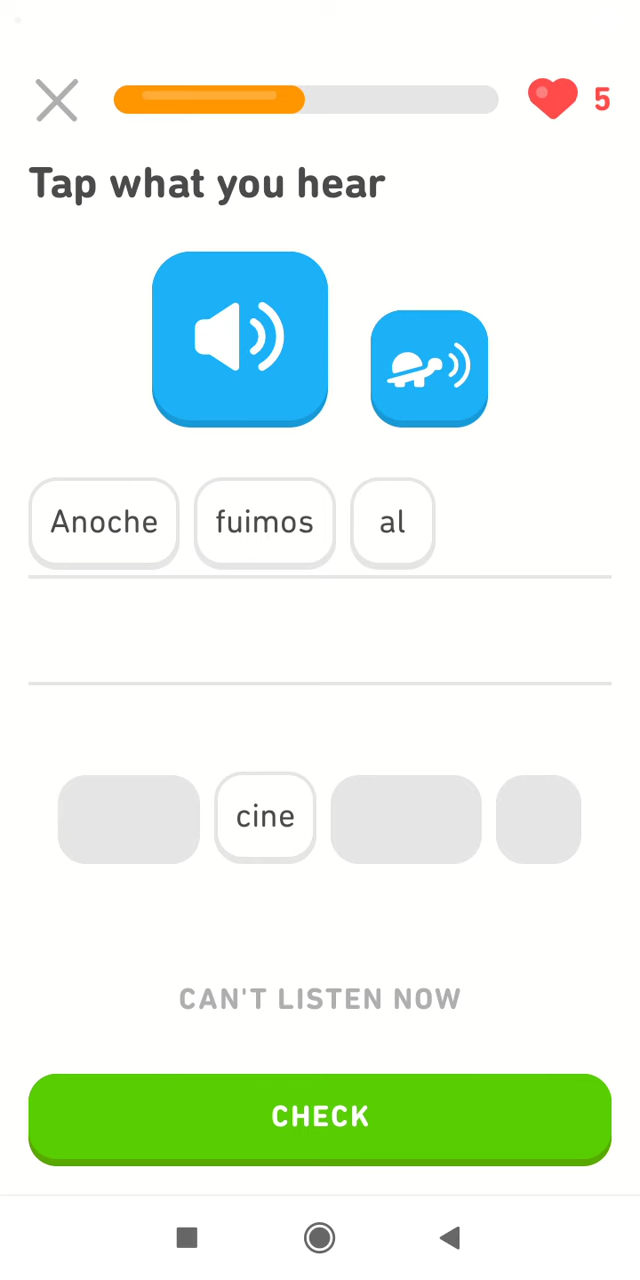 5
Tap what you hear
Anoche fuimos al
cine
CAN'T LISTEN NOW
CHECK